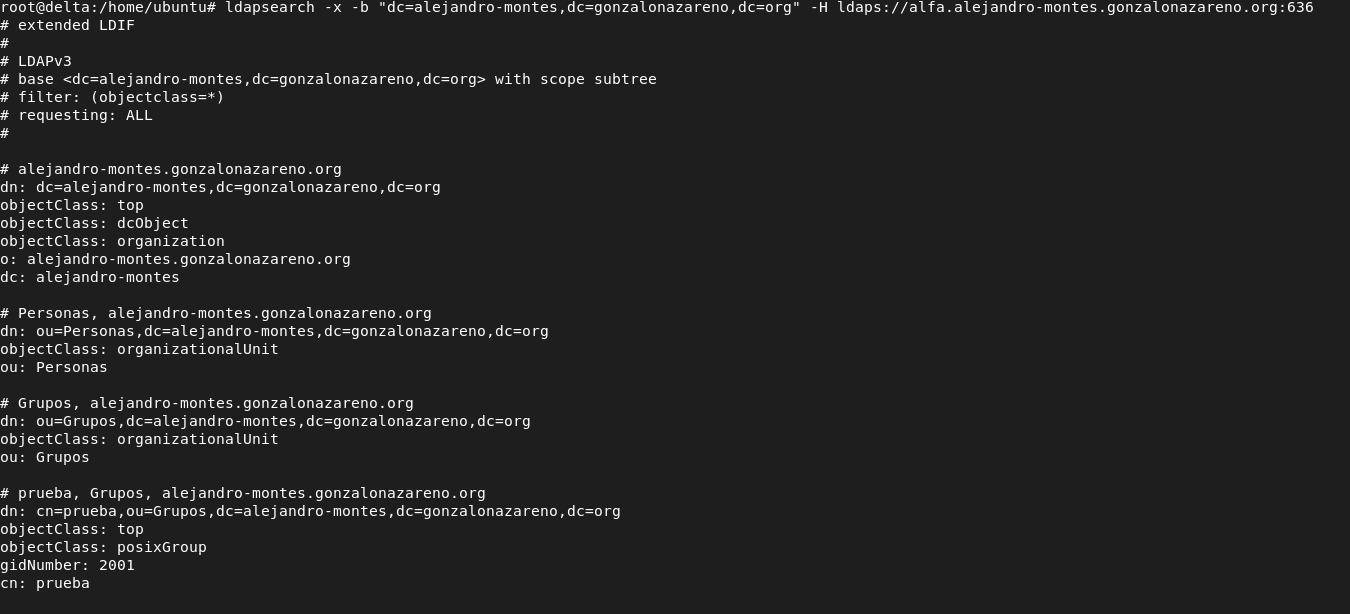 root@delta:/home/ubuntu# ldapsearch -x -b "dc=alejandro-montes,dc=gonzalonazareno,dc=org" -H ldaps://alfa.alejandro-montes.gonzalonazareno.org:636
# extended LDIF
#
# LDAPv3
# base <dc=alejandro-montes,dc=gonzalonazareno,dc=org> with scope subtree
# filter: (objectclass=*)
# requesting: ALL
#

# alejandro-montes.gonzalonazareno.org
dn: dc=alejandro-montes,dc=gonzalonazareno,dc=org
objectClass: top
objectClass: dcObject
objectClass: organization
o: alejandro-montes.gonzalonazareno.org
dc: alejandro-montes

# Personas, alejandro-montes.gonzalonazareno.org
dn: ou=Personas,dc=alejandro-montes,dc=gonzalonazareno,dc=org
objectClass: organizationalUnit
ou: Personas

# Grupos, alejandro-montes.gonzalonazareno.org
dn: ou=Grupos,dc=alejandro-montes,dc=gonzalonazareno,dc=org
objectClass: organizationalUnit
ou: Grupos

# prueba, Grupos, alejandro-montes.gonzalonazareno.org
dn: cn=prueba,ou=Grupos,dc=alejandro-montes,dc=gonzalonazareno,dc=org
objectClass: top
objectClass: posixGroup
gidNumber: 2001
cn: prueba